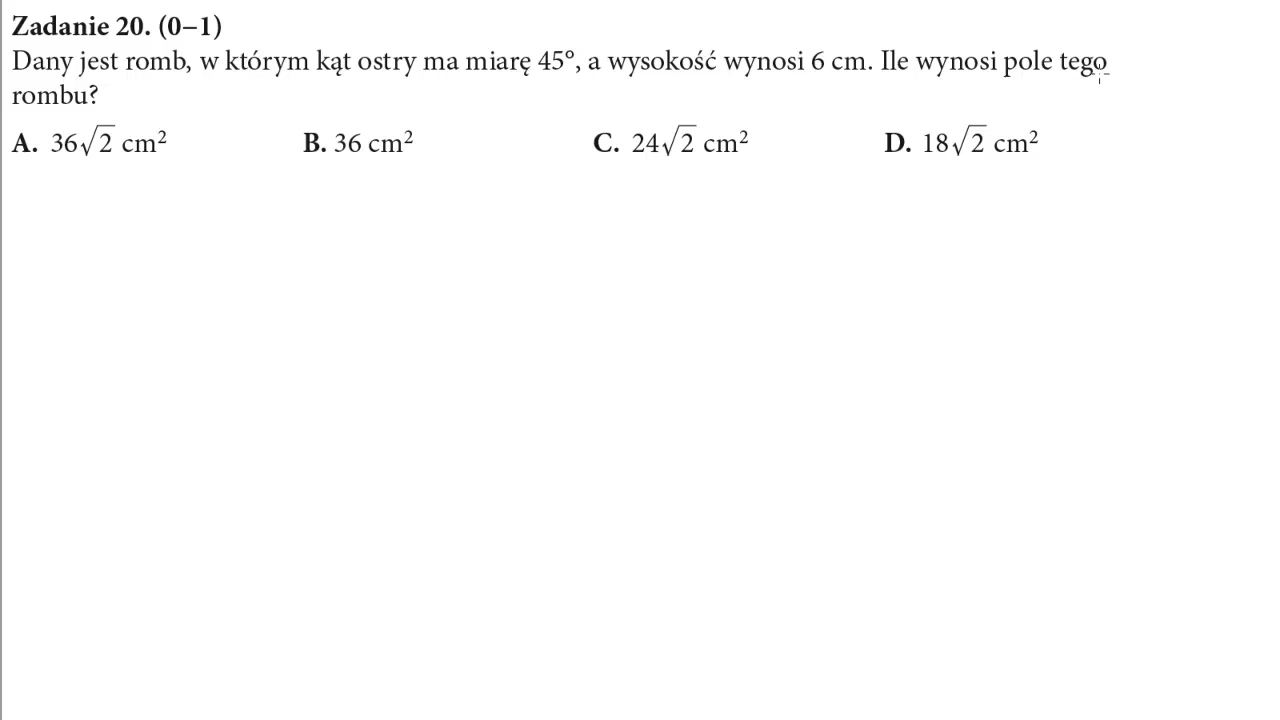 Zadanie 20. (0–1)
Dany jest romb, w którym kąt ostry ma miarę 45°, a wysokość wynosi 6 cm. Ile wynosi pole tego
rombu?
A. 36√2 cm² B. 36 cm² C. 24√2 cm² D. 18√2 cm²